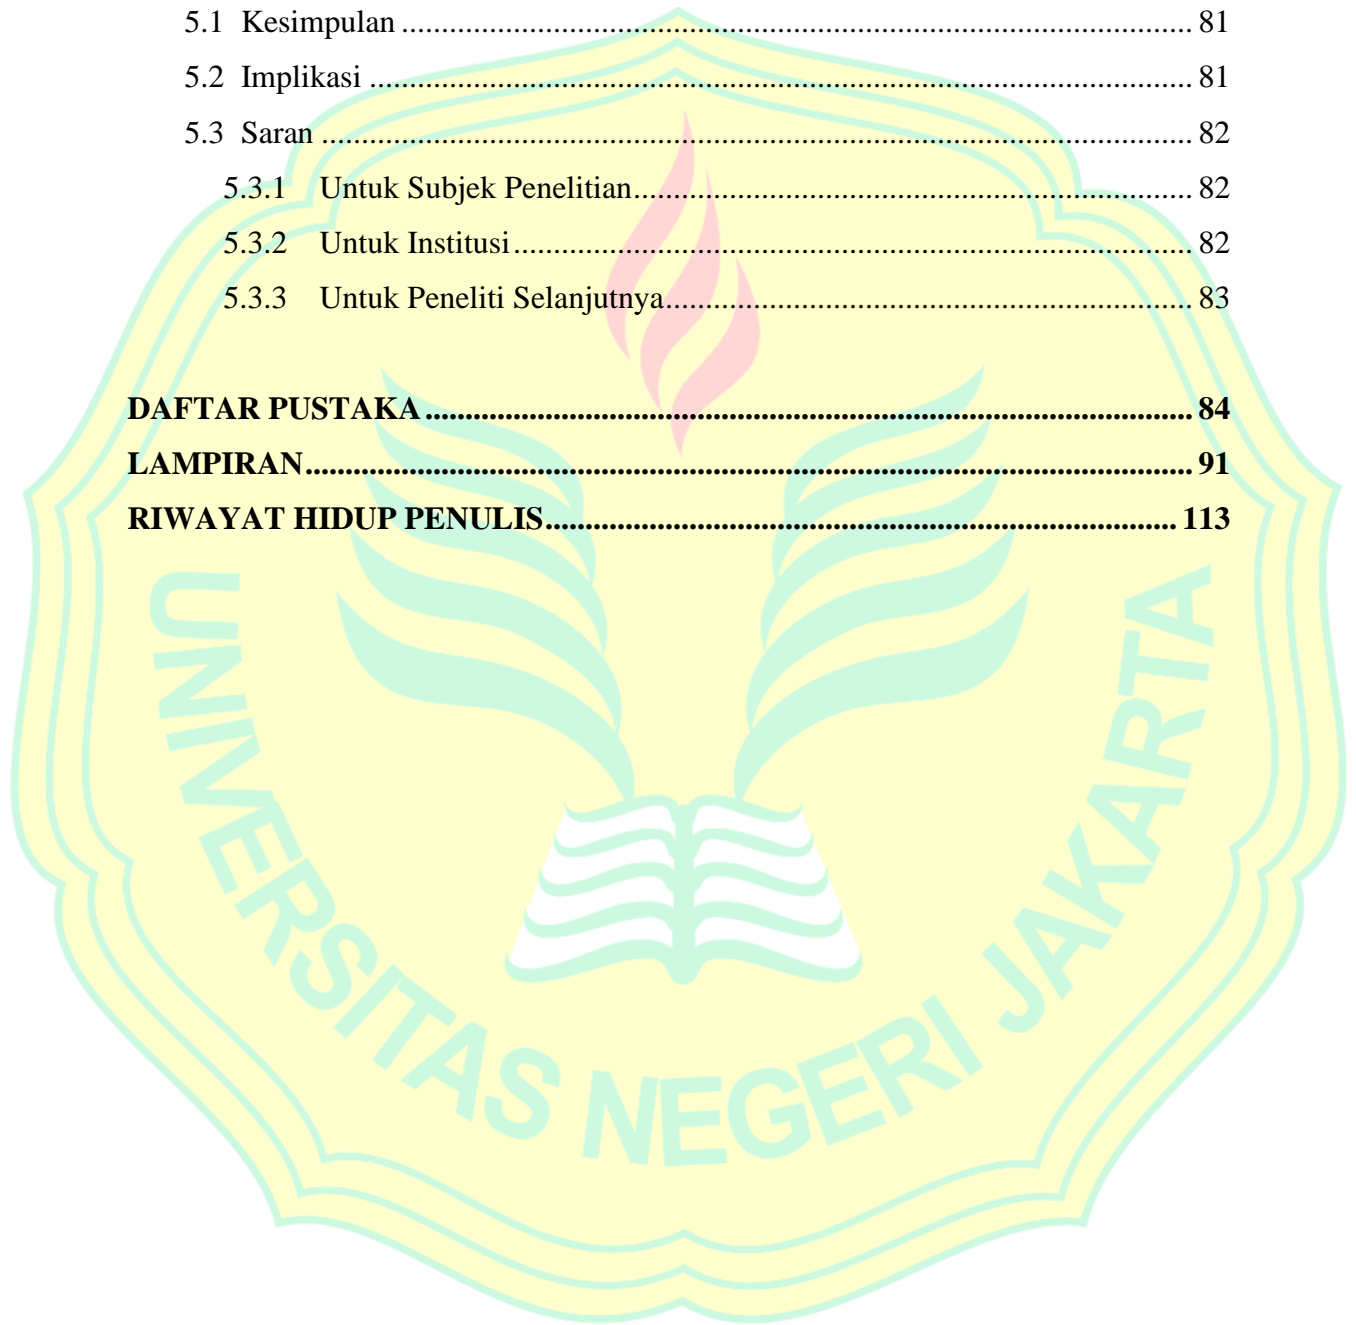 5.1 Kesimpulan ........................................................................................ 81
5.2 Implikasi ........................................................................................... 81
5.3 Saran ................................................................................................ 82
5.3.1 Untuk Subjek Penelitian ............................................................. 82
5.3.2 Untuk Institusi ............................................................................ 82
5.3.3 Untuk Peneliti Selanjutnya ......................................................... 83
DAFTAR PUSTAKA ................................................................................ 84
LAMPIRAN .............................................................................................. 91
RIWAYAT HIDUP PENULIS ................................................................. 113
UNIVERSITAS NEGERI JAKARTA